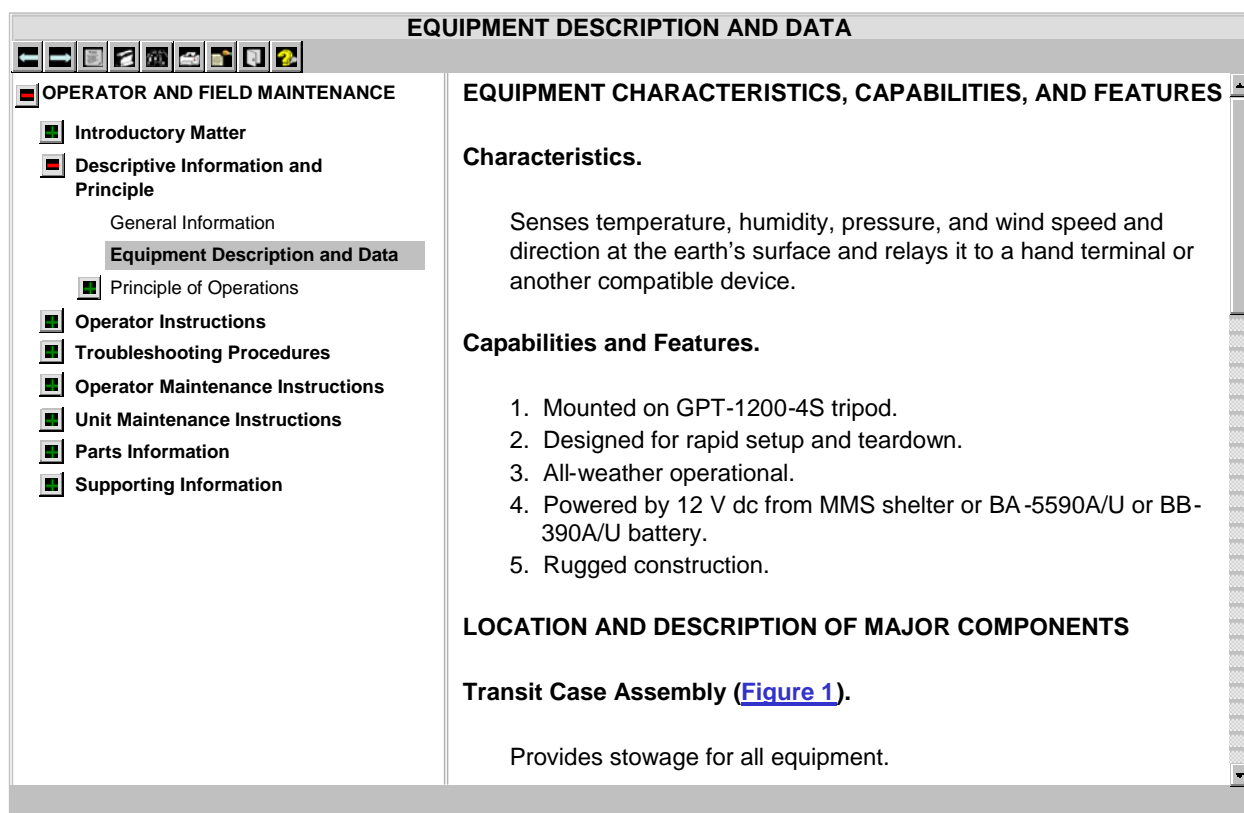 EQUIPMENT DESCRIPTION AND DATA
OPERATOR AND FIELD MAINTENANCE
Introductory Matter
Descriptive Information and
Principle
General Information
Equipment Description and Data
Principle of Operations
Operator Instructions
Troubleshooting Procedures
Operator Maintenance Instructions
Unit Maintenance Instructions
Parts Information
Supporting Information
EQUIPMENT CHARACTERISTICS, CAPABILITIES, AND FEATURES
Characteristics.
Senses temperature, humidity, pressure, and wind speed and
direction at the earth's surface and relays it to a hand terminal or
another compatible device.
Capabilities and Features.
1. Mounted on GPT-1200-4S tripod.
2. Designed for rapid setup and teardown.
3. All-weather operational.
4. Powered by 12 V dc from MMS shelter or BA-5590A/U or BB-
390A/U battery.
5. Rugged construction.
LOCATION AND DESCRIPTION OF MAJOR COMPONENTS
Transit Case Assembly (Figure 1).
Provides stowage for all equipment.